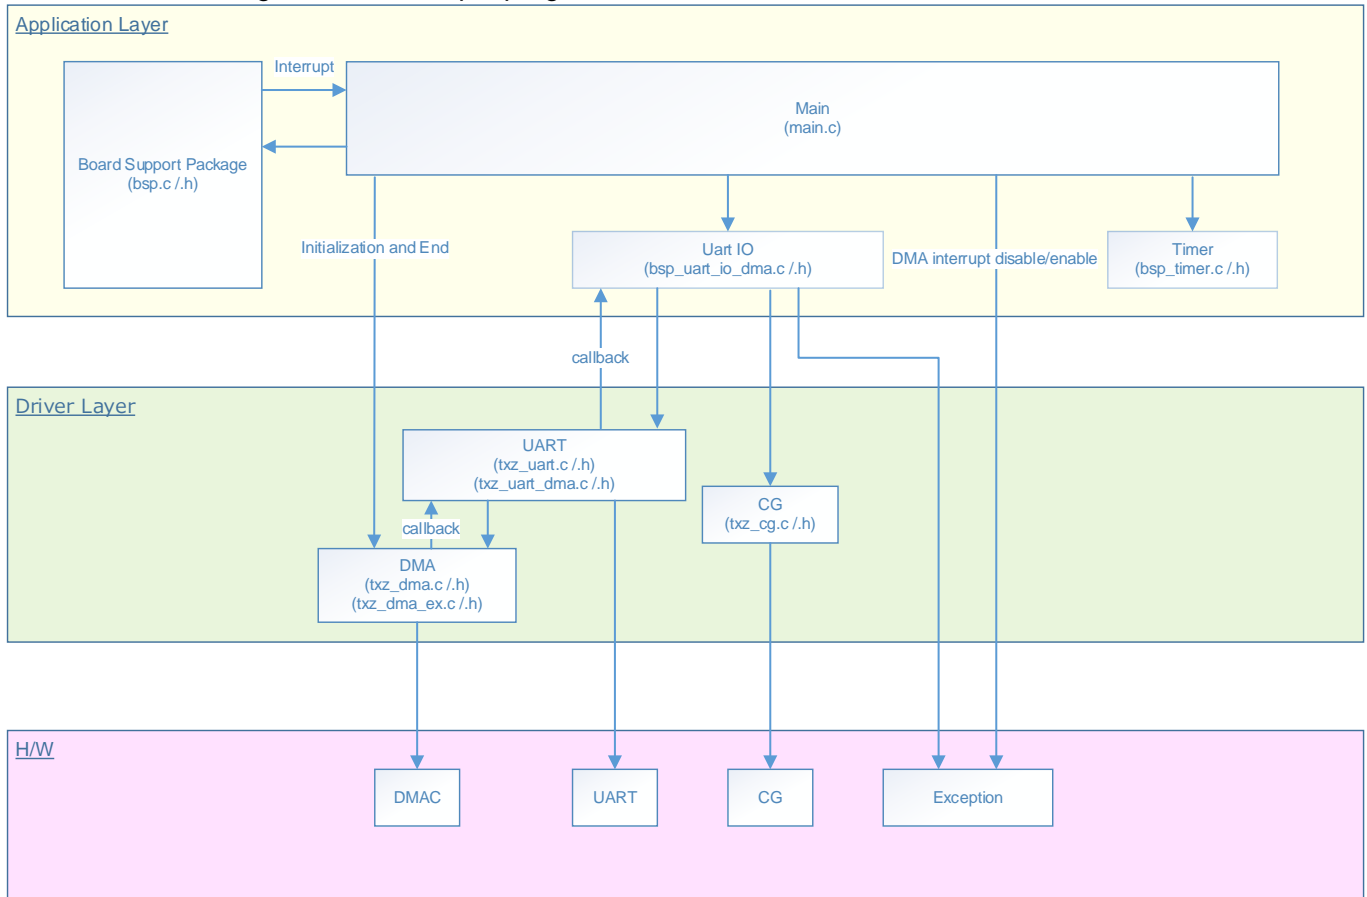 Application Layer
Interrupt
Main
(main.c)
Board Support Package
(bsp.c /.h)
Initialization and End
Uart IO
(bsp_uart_io_dma.c /.h)
DMA interrupt disable/enable
Timer
(bsp_timer.c /.h)
callback
Driver Layer
UART
(txz_uart.c /.h)
(txz_uart_dma.c /.h)
CG
(txz_cg.c /.h)
callback
DMA
(txz_dma.c /.h)
(txz_dma_ex.c /.h)
H/W
DMAC
UART
CG
Exception